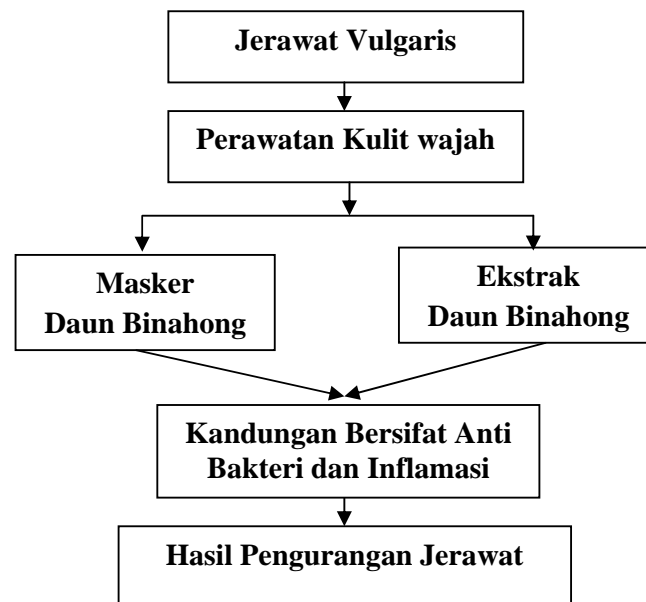 Jerawat Vulgaris
Perawatan Kulit wajah
Masker
Daun Binahong
Ekstrak
Daun Binahong
Kandungan Bersifat Anti
Bakteri dan Inflamasi
Hasil Pengurangan Jerawat